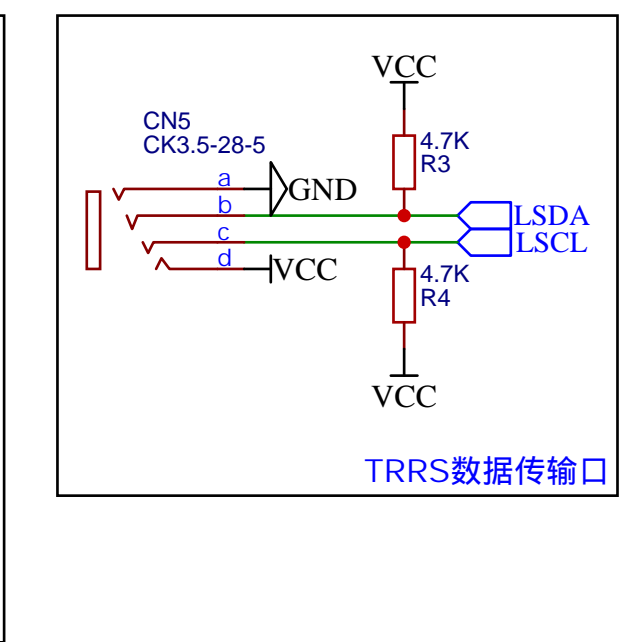 VCC
CN5
CK3.5-28-5
4.7K
R3
a
GND
b
LSDA
c
LSCL
d
VCC
4.7K
R4
VCC
TRRS数据传输口